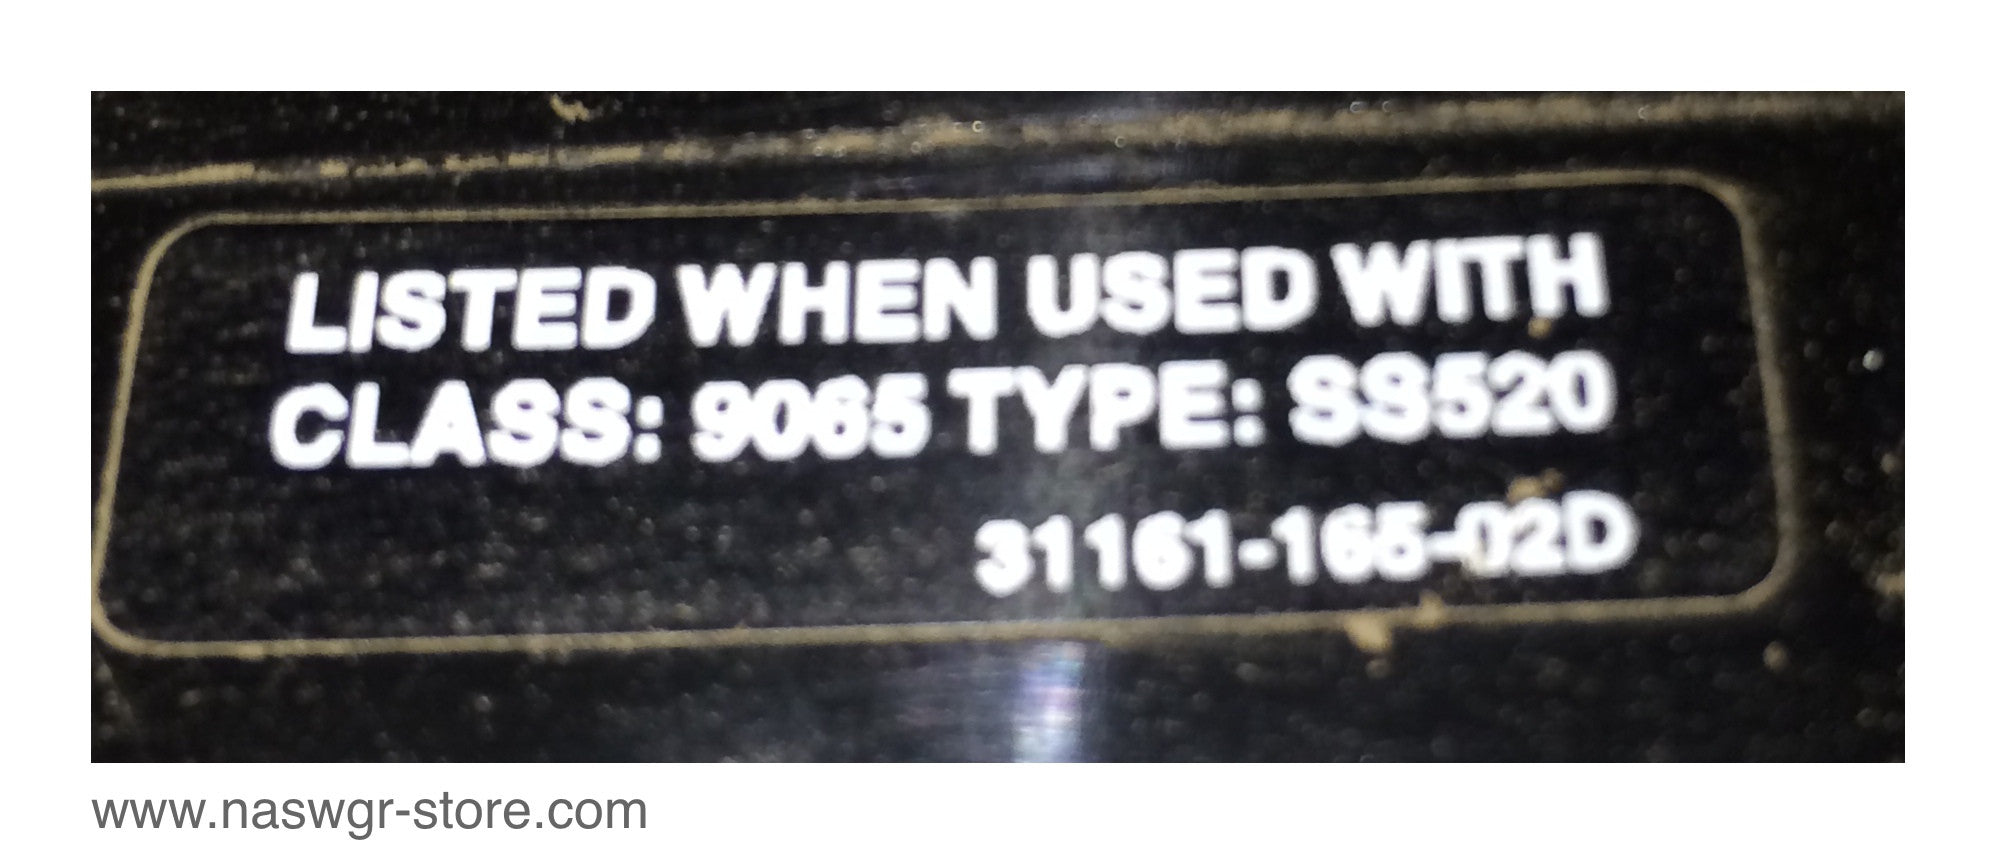 LISTED WHEN USED WITH
CLASS: 9065 TYPE: SS520
31161-165-02D
www.naswgr-store.com